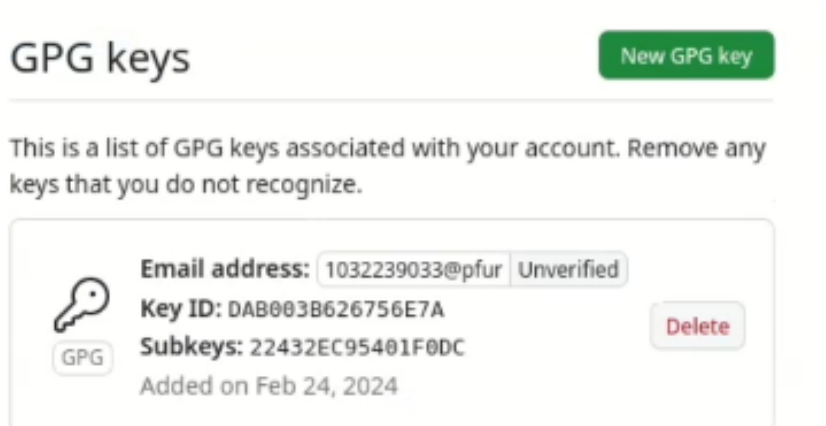 GPG keys
New GPG key
This is a list of GPG keys associated with your account. Remove any
keys that you do not recognize.
Email address: 1032239033@pfur Unverified
Key ID: DAB003B626756E7A
Subkeys: 22432EC95401F0DC
Added on Feb 24, 2024
GPG
Delete